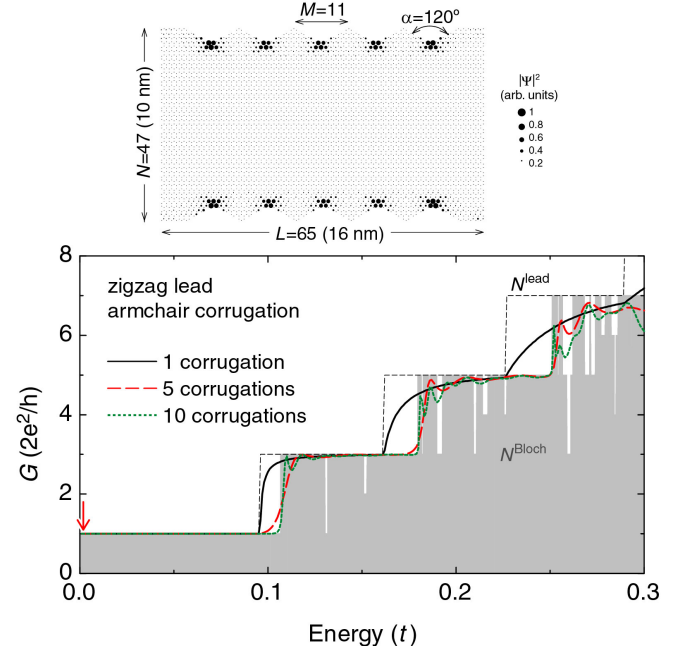 M=11
α=120º
N=47 (10 nm)
|Ψ|²
(arb. units)
1
0.8
0.6
0.4
0.2
L=65 (16 nm)
8
6
4
2
0
G (2e²/h)
zigzag lead
armchair corrugation
1 corrugation
5 corrugations
10 corrugations
N^lead
N^Bloch
0.0
0.1
0.2
0.3
Energy (t)